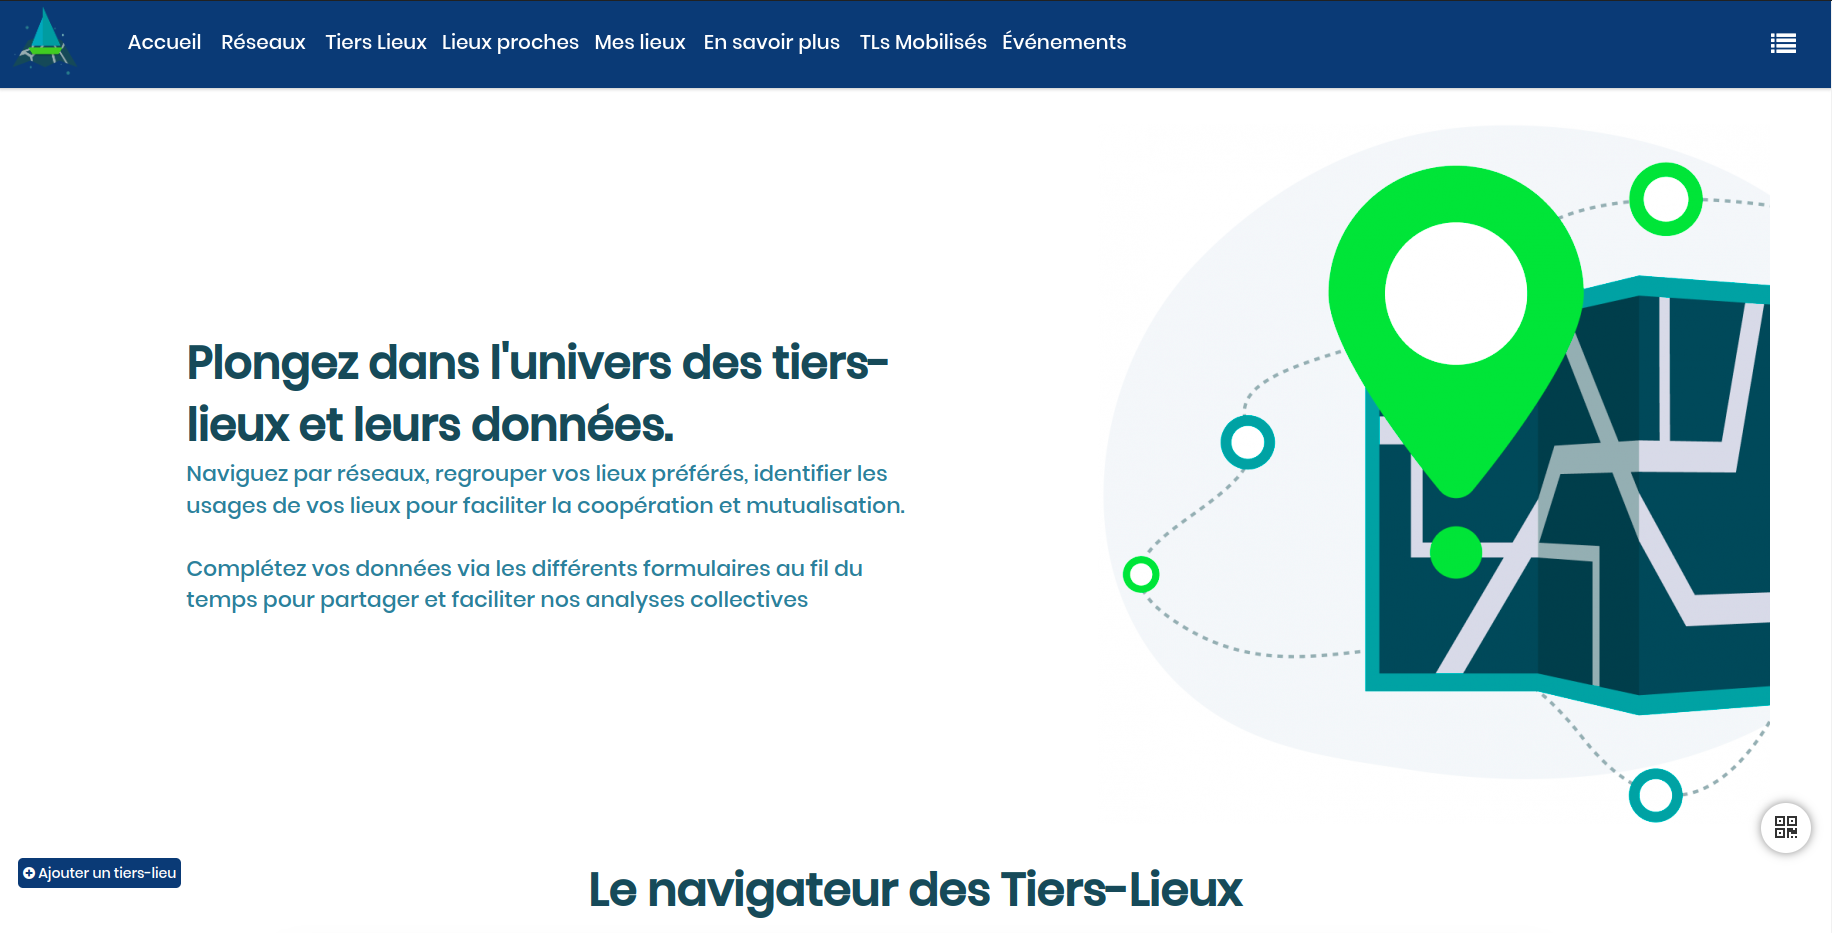 Accueil Réseaux Tiers Lieux Lieux proches Mes lieux En savoir plus TLs Mobilisés Événements
Plongez dans l'univers des tiers-
lieux et leurs données.
Naviguez par réseaux, regrouper vos lieux préférés, identifier les
usages de vos lieux pour faciliter la coopération et mutualisation.
Complétez vos données via les différents formulaires au fil du
temps pour partager et faciliter nos analyses collectives
Ajouter un tiers-lieu
Le navigateur des Tiers-Lieux